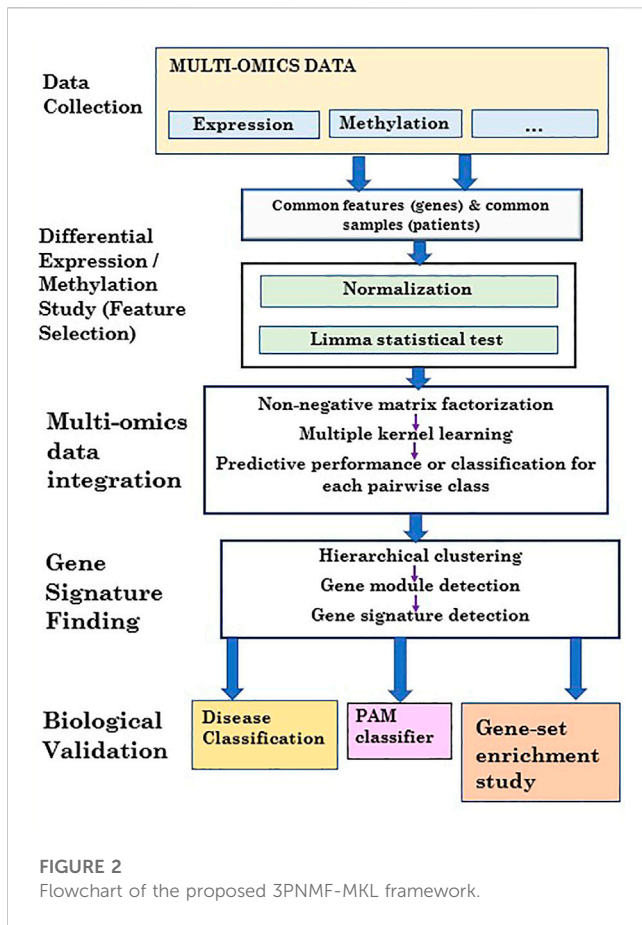 Data
Collection
MULTI-OMICS DATA
Expression
Methylation
...
Common features (genes) & common
samples (patients)
Differential
Expression /
Methylation
Study (Feature
Selection)
Normalization
Limma statistical test
Multi-omics
data
integration
Non-negative matrix factorization
Multiple kernel learning
Predictive performance or classification for
each pairwise class
Gene
Signature
Finding
Hierarchical clustering
Gene module detection
Gene signature detection
Biological
Validation
Disease
Classification
PAM
classifier
Gene-set
enrichment
study
FIGURE 2
Flowchart of the proposed 3PNMF-MKL framework.